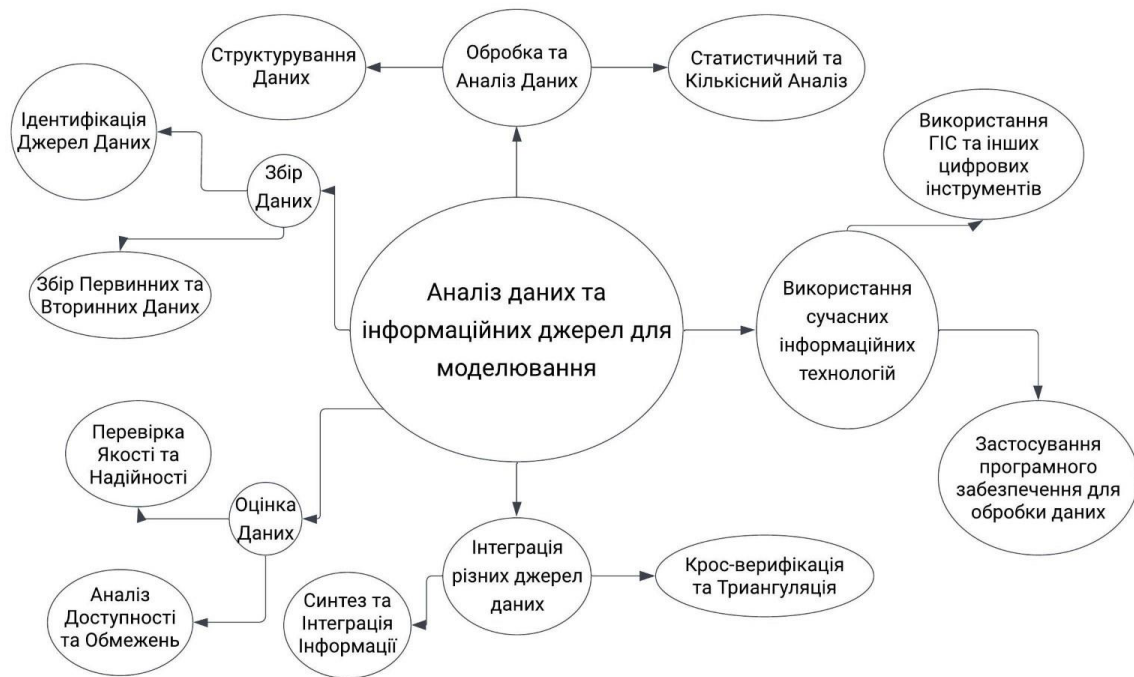 Структурування
Даних
Обробка та
Аналіз Даних
Статистичний та
Кількісний Аналіз
Ідентифікація
Джерел Даних
Збір
Даних
Використання
ГІС та інших
цифрових
інструментів
Збір Первинних та
Вторинних Даних
Аналіз даних та
інформаційних джерел для
моделювання
Використання
сучасних
інформаційних
технологій
Перевірка
Якості та
Надійності
Оцінка
Даних
Застосування
програмного
забезпечення для
обробки даних
Аналіз
Доступності
та Обмежень
Синтез та
Інтеграція
Інформації
Інтеграція
різних джерел
даних
Крос-верифікація
та Триангуляція